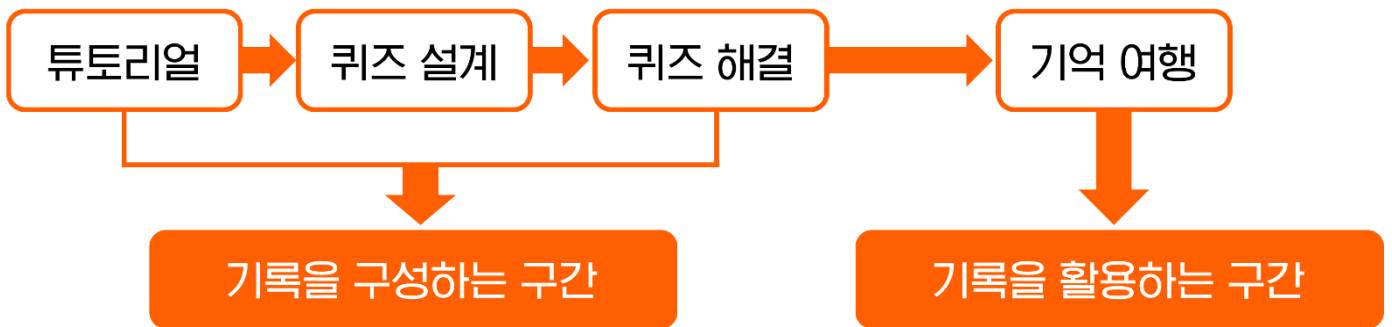 튜토리얼
퀴즈 설계
퀴즈 해결
기억 여행
기록을 구성하는 구간
기록을 활용하는 구간